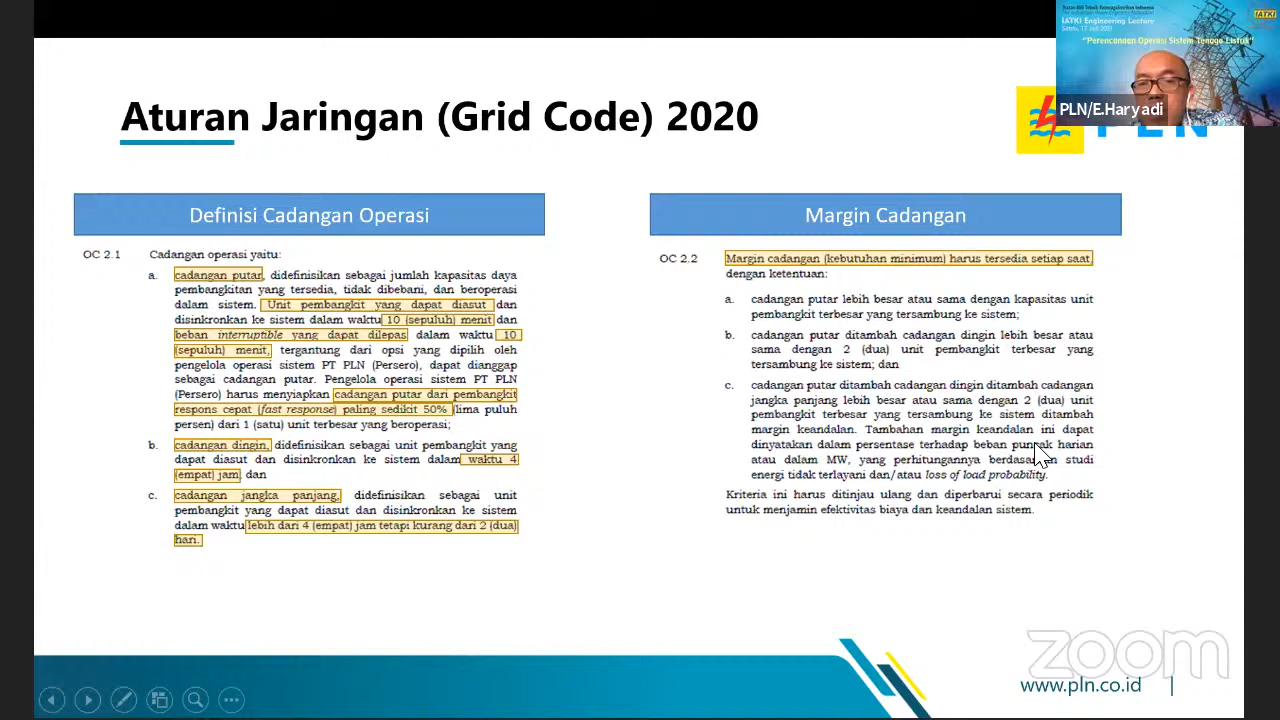 Aturan Jaringan (Grid Code) 2020
IATKI
IATKI Engineering Lecture
"Perencanaan Operasi Sistem Tenaga Listrik"
PLN/E.Haryadi
PLN
Definisi Cadangan Operasi
OC 2.1 Cadangan operasi yaitu:
a. cadangan putar, didefinisikan sebagai jumlah kapasitas daya
pembangkitan yang tersedia, tidak dibebani, dan beroperasi
dalam sistem. Unit pembangkit yang dapat diasut dan
disinkronkan ke sistem dalam waktu 10 (sepuluh) menit dan
beban interruptible yang dapat dilepas dalam waktu 10
(sepuluh) menit, tergantung dari opsi yang dipilih oleh
pengelola operasi sistem PT PLN (Persero), dapat dianggap
sebagai cadangan putar. Pengelola operasi sistem PT PLN
(Persero) harus menyiapkan cadangan putar dari pembangkit
respons cepat (fast response) paling sedikit 50% (lima puluh
persen) dari 1 (satu) unit terbesar yang beroperasi;
b. cadangan dingin, didefinisikan sebagai unit pembangkit yang
dapat diasut dan disinkronkan ke sistem dalam waktu 4
(empat) jam, dan
c. cadangan jangka panjang, didefinisikan sebagai unit
pembangkit yang dapat diasut dan disinkronkan ke sistem
dalam waktu lebih dari 4 (empat) jam tetapi kurang dari 2 (dua)
hari.
Margin Cadangan
OC 2.2 Margin cadangan (kebutuhan minimum) harus tersedia setiap saat
dengan ketentuan:
a. cadangan putar lebih besar atau sama dengan kapasitas unit
pembangkit terbesar yang tersambung ke sistem;
b. cadangan putar ditambah cadangan dingin lebih besar atau
sama dengan 2 (dua) unit pembangkit terbesar yang
tersambung ke sistem; dan
c. cadangan putar ditambah cadangan dingin ditambah cadangan
jangka panjang lebih besar atau sama dengan 2 (dua) unit
pembangkit terbesar yang tersambung ke sistem ditambah
margin keandalan. Tambahan margin keandalan ini dapat
dinyatakan dalam persentase terhadap beban puncak harian
atau dalam MW, yang perhitungannya berdasarkan studi
energi tidak terlayani dan/atau loss of load probability.
Kriteria ini harus ditinjau ulang dan diperbarui secara periodik
untuk menjamin efektivitas biaya dan keandalan sistem.
zoom
www.pln.co.id